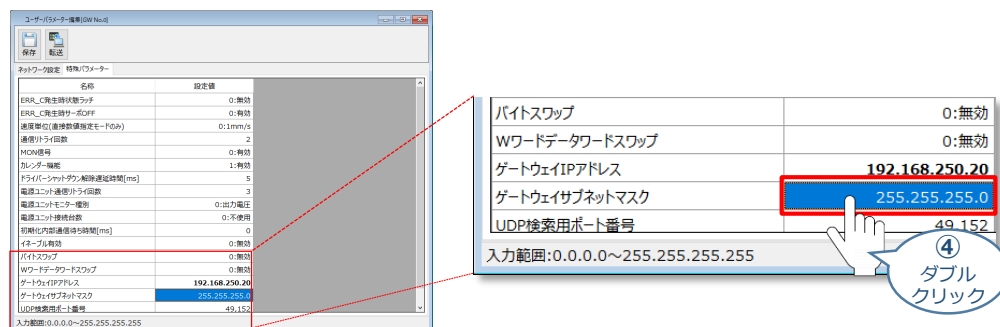 ユーザーパラメーター編集[GW No.0]
保存 転送
ネットワーク設定 特殊パラメーター
名称 設定値
ERR_C発生時状態ラッチ 0:無効
ERR_C発生時サーボOFF 0:有効
速度単位(直接数値指定モードのみ) 0:1mm/s
通信リトライ回数 2
MON信号 0:有効
カレンダー機能 1:有効
ドライバーシャットダウン解除遅延時間[ms] 5
電源ユニット通信リトライ回数 3
電源ユニットモニター種別 0:出力電圧
電源ユニット接続台数 0:不使用
初期化内部通信待ち時間[ms] 0
イネーブル有効 0:無効
バイトスワップ 0:無効
Wワードデータワードスワップ 0:無効
ゲートウェイIPアドレス 192.168.250.20
ゲートウェイサブネットマスク 255.255.255.0
UDP検索用ポート番号 49,152
入力範囲:0.0.0.0～255.255.255.255
バイトスワップ 0:無効
Wワードデータワードスワップ 0:無効
ゲートウェイIPアドレス 192.168.250.20
ゲートウェイサブネットマスク 255.255.255.0
UDP検索用ポート番号 49,152
入力範囲:0.0.0.0～255.255.255.255
④
ダブル
クリック